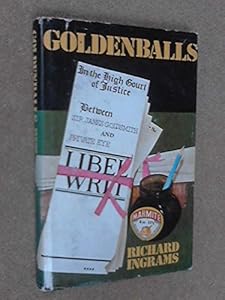 GOLDENBALLS
In the High Court
of Justice
Between
SIR JAMES GOLDSMITH
AND
PRIVATE EYE
LIBEL
WRIT
MARMITE
RICHARD
INGRAMS